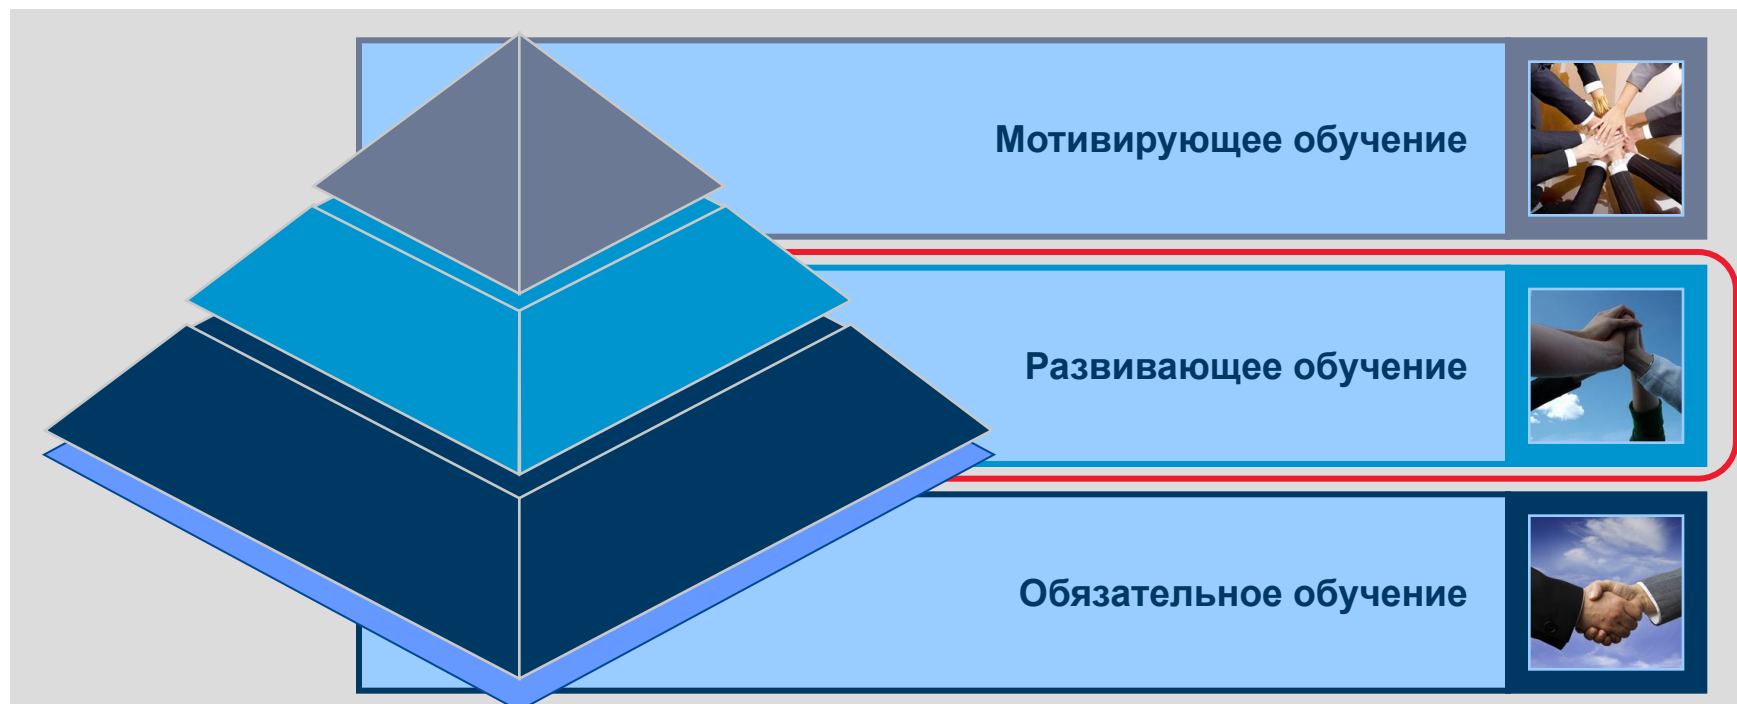 Мотивирующее обучение
Развивающее обучение
Обязательное обучение